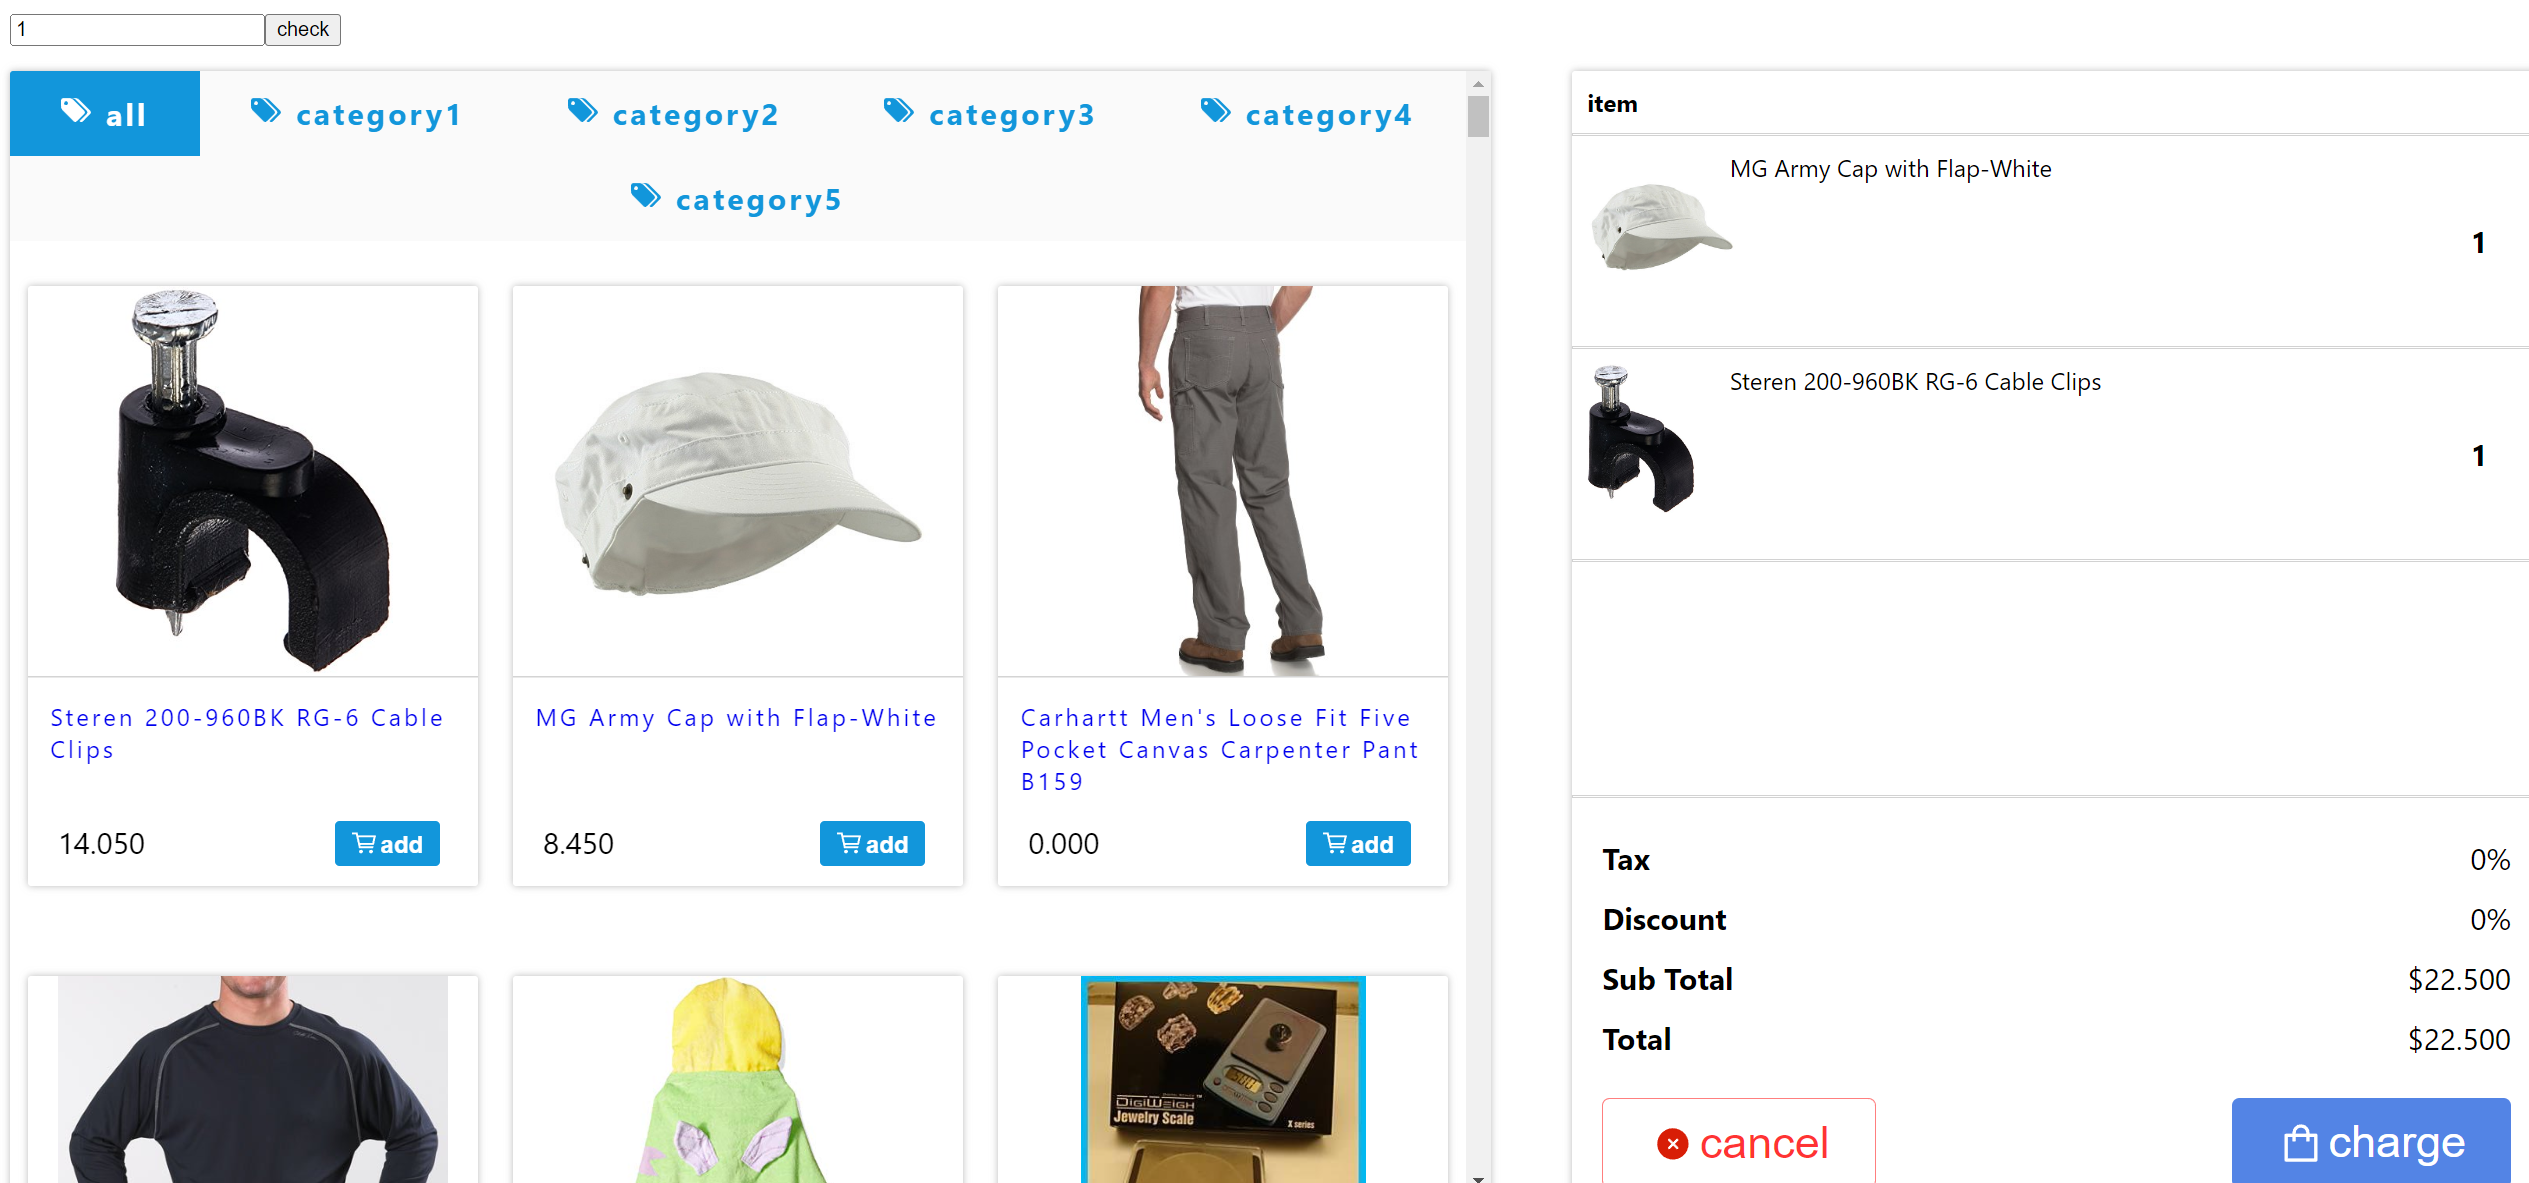 1
check
all
category1
category2
category3
category4
category5
Steren 200-960BK RG-6 Cable
Clips
14.050
add
MG Army Cap with Flap-White
8.450
add
Carhartt Men's Loose Fit Five
Pocket Canvas Carpenter Pant
B159
0.000
add
DIGIWEIGH
Jewelry Scale
X series
item
MG Army Cap with Flap-White
1
Steren 200-960BK RG-6 Cable Clips
1
Tax
0%
Discount
0%
Sub Total
$22.500
Total
$22.500
cancel
charge